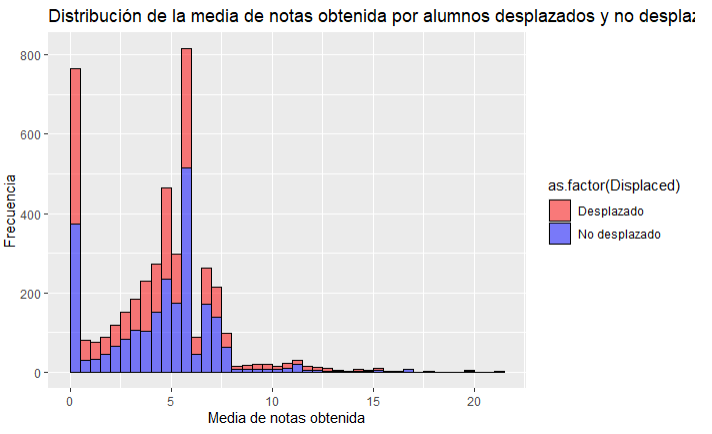 Distribución de la media de notas obtenida por alumnos desplazados y no
800
600
400
200
0
Frecuencia
0 5 10 15 20
Media de notas obtenida
as.factor(Displaced)
Desplazado
No desplazado